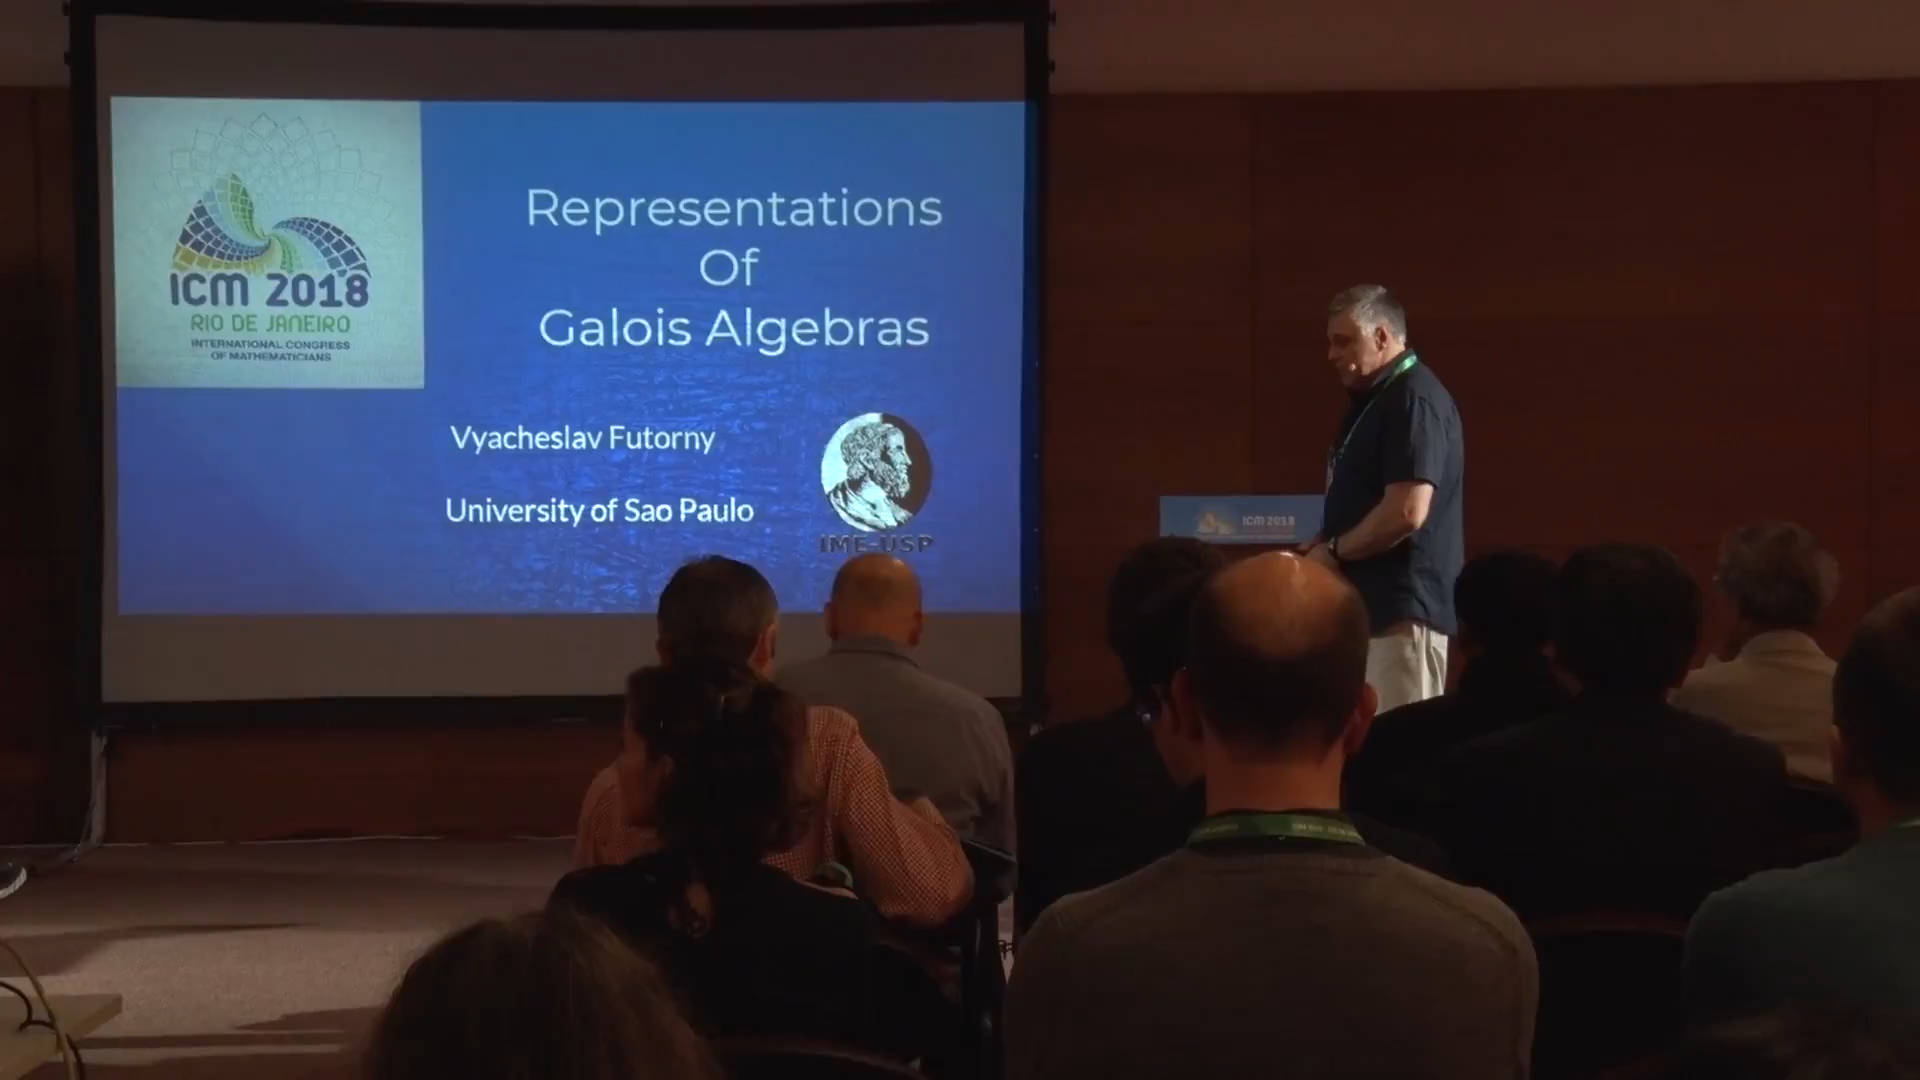 ICM 2018
RIO DE JANEIRO
INTERNATIONAL CONGRESS
OF MATHEMATICIANS
Representations
Of
Galois Algebras
Vyacheslav Futorny
University of Sao Paulo
IME-USP
ICM 2018